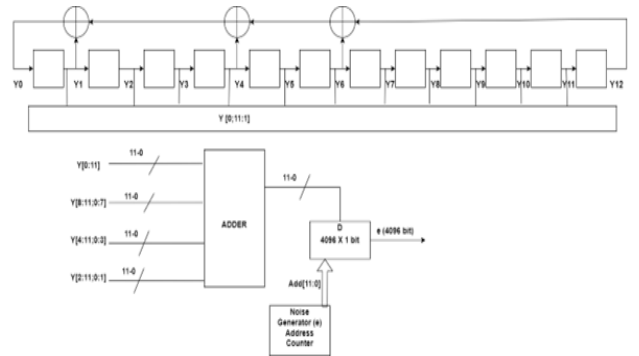 Y0 Y1 Y2 Y3 Y4 Y5 Y6 Y7 Y8 Y9 Y10 Y11 Y12
Y [0;11:1]
Y[0:11] 11-0
Y[8:11;0:7] 11-0
Y[4:11;0:3] 11-0
Y[2:11;0:1] 11-0
ADDER
11-0
D
4096 X 1 bit
e (4096 bit)
Add[11:0]
Noise
Generator (e)
Address
Counter